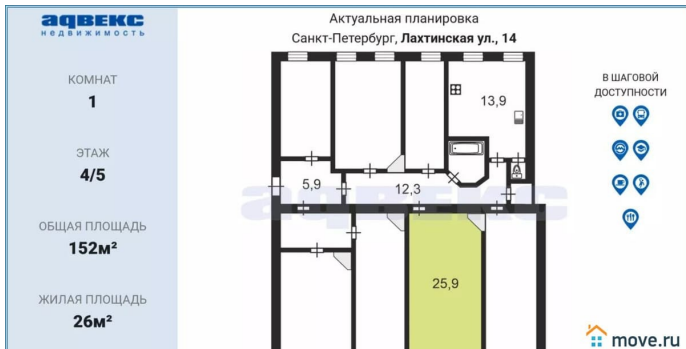 адвекс
недвижимость
КОМНАТ
1
ЭТАЖ
4/5
ОБЩАЯ ПЛОЩАДЬ
152м²
ЖИЛАЯ ПЛОЩАДЬ
26м²
Актуальная планировка
Санкт-Петербург, Лахтинская ул., 14
13,9
5,9
12,3
адвекс
25,9
В ШАГОВОЙ
ДОСТУПНОСТИ
move.ru